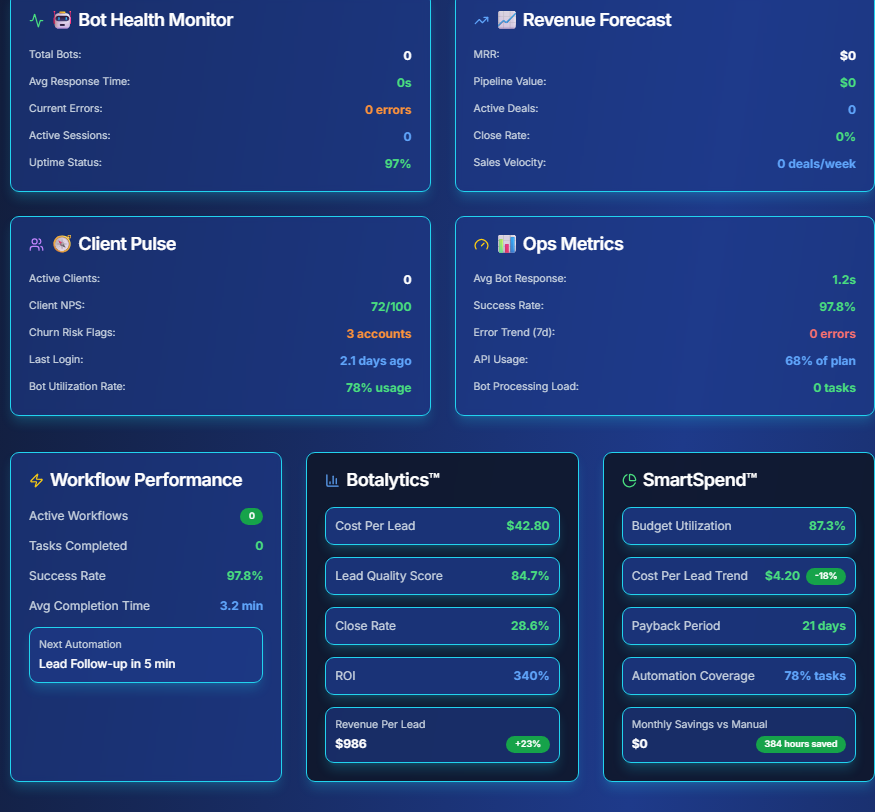 Bot Health Monitor
Total Bots: 0
Avg Response Time: 0s
Current Errors: 0 errors
Active Sessions: 0
Uptime Status: 97%
Revenue Forecast
MRR: $0
Pipeline Value: $0
Active Deals: 0
Close Rate: 0%
Sales Velocity: 0 deals/week
Client Pulse
Active Clients: 0
Client NPS: 72/100
Churn Risk Flags: 3 accounts
Last Login: 2.1 days ago
Bot Utilization Rate: 78% usage
Ops Metrics
Avg Bot Response: 1.2s
Success Rate: 97.8%
Error Trend (7d): 0 errors
API Usage: 68% of plan
Bot Processing Load: 0 tasks
Workflow Performance
Active Workflows 0
Tasks Completed 0
Success Rate 97.8%
Avg Completion Time 3.2 min
Next Automation
Lead Follow-up in 5 min
Botalytics™
Cost Per Lead $42.80
Lead Quality Score 84.7%
Close Rate 28.6%
ROI 340%
Revenue Per Lead
$986 +23%
SmartSpend™
Budget Utilization 87.3%
Cost Per Lead Trend $4.20 -18%
Payback Period 21 days
Automation Coverage 78% tasks
Monthly Savings vs Manual
$0 384 hours saved